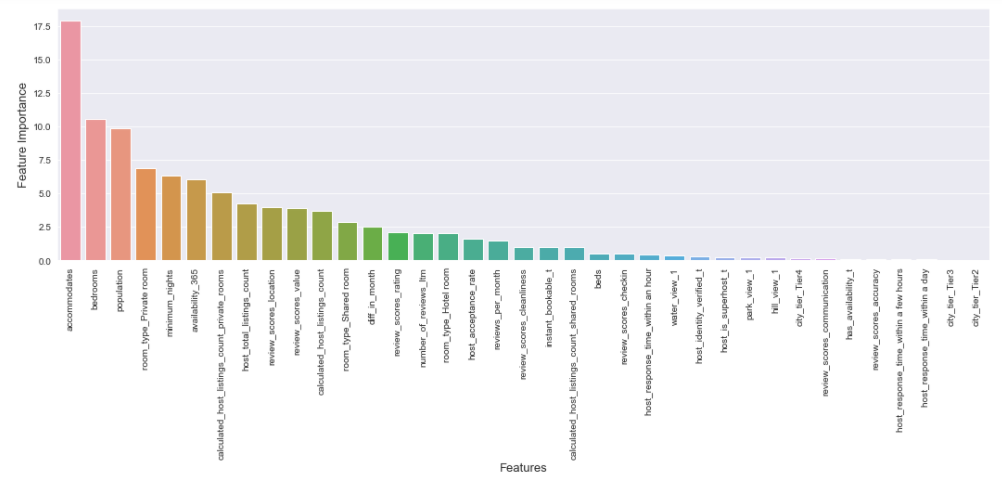 17.5
15.0
12.5
10.0
7.5
5.0
2.5
0.0
Feature Importance
accommodates
bedrooms
population
room_type_Private room
minimum_nights
availability_365
calculated_host_listings_count_private_rooms
host_total_listings_count
review_scores_location
review_scores_value
calculated_host_listings_count
room_type_Shared room
diff_in_month
review_scores_rating
number_of_reviews_ltm
room_type_Hotel room
host_acceptance_rate
reviews_per_month
review_scores_cleanliness
instant_bookable_t
calculated_host_listings_count_shared_rooms
beds
review_scores_checkin
host_response_time_within an hour
water_view_1
host_identity_verified_t
host_is_superhost_t
park_view_1
hill_view_1
city_tier_Tier4
review_scores_communication
has_availability_t
review_scores_accuracy
host_response_time_within a few hours
host_response_time_within a day
city_tier_Tier3
city_tier_Tier2
Features